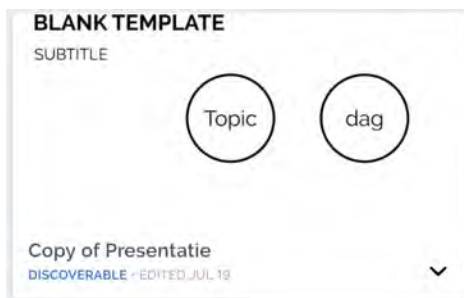 BLANK TEMPLATE
SUBTITLE
Topic dag
Copy of Presentatie
DISCOVERABLE - EDITED JUL 19